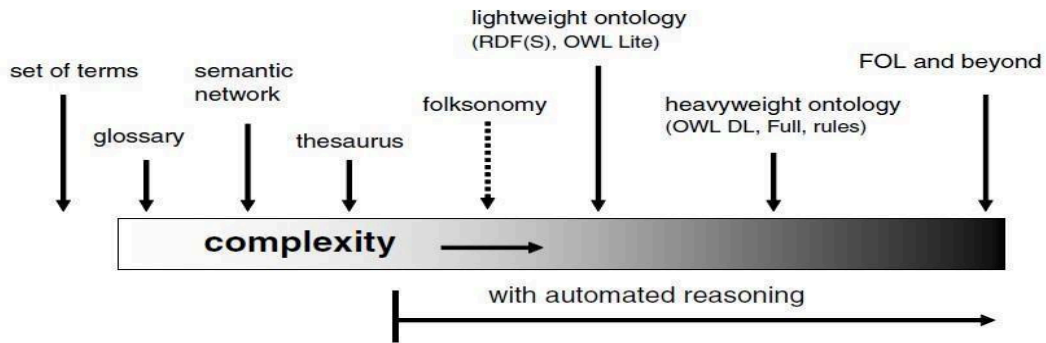 lightweight ontology
(RDF(S), OWL Lite)
set of terms
semantic
network
FOL and beyond
folksonomy
heavyweight ontology
(OWL DL, Full, rules)
glossary
thesaurus
complexity
with automated reasoning